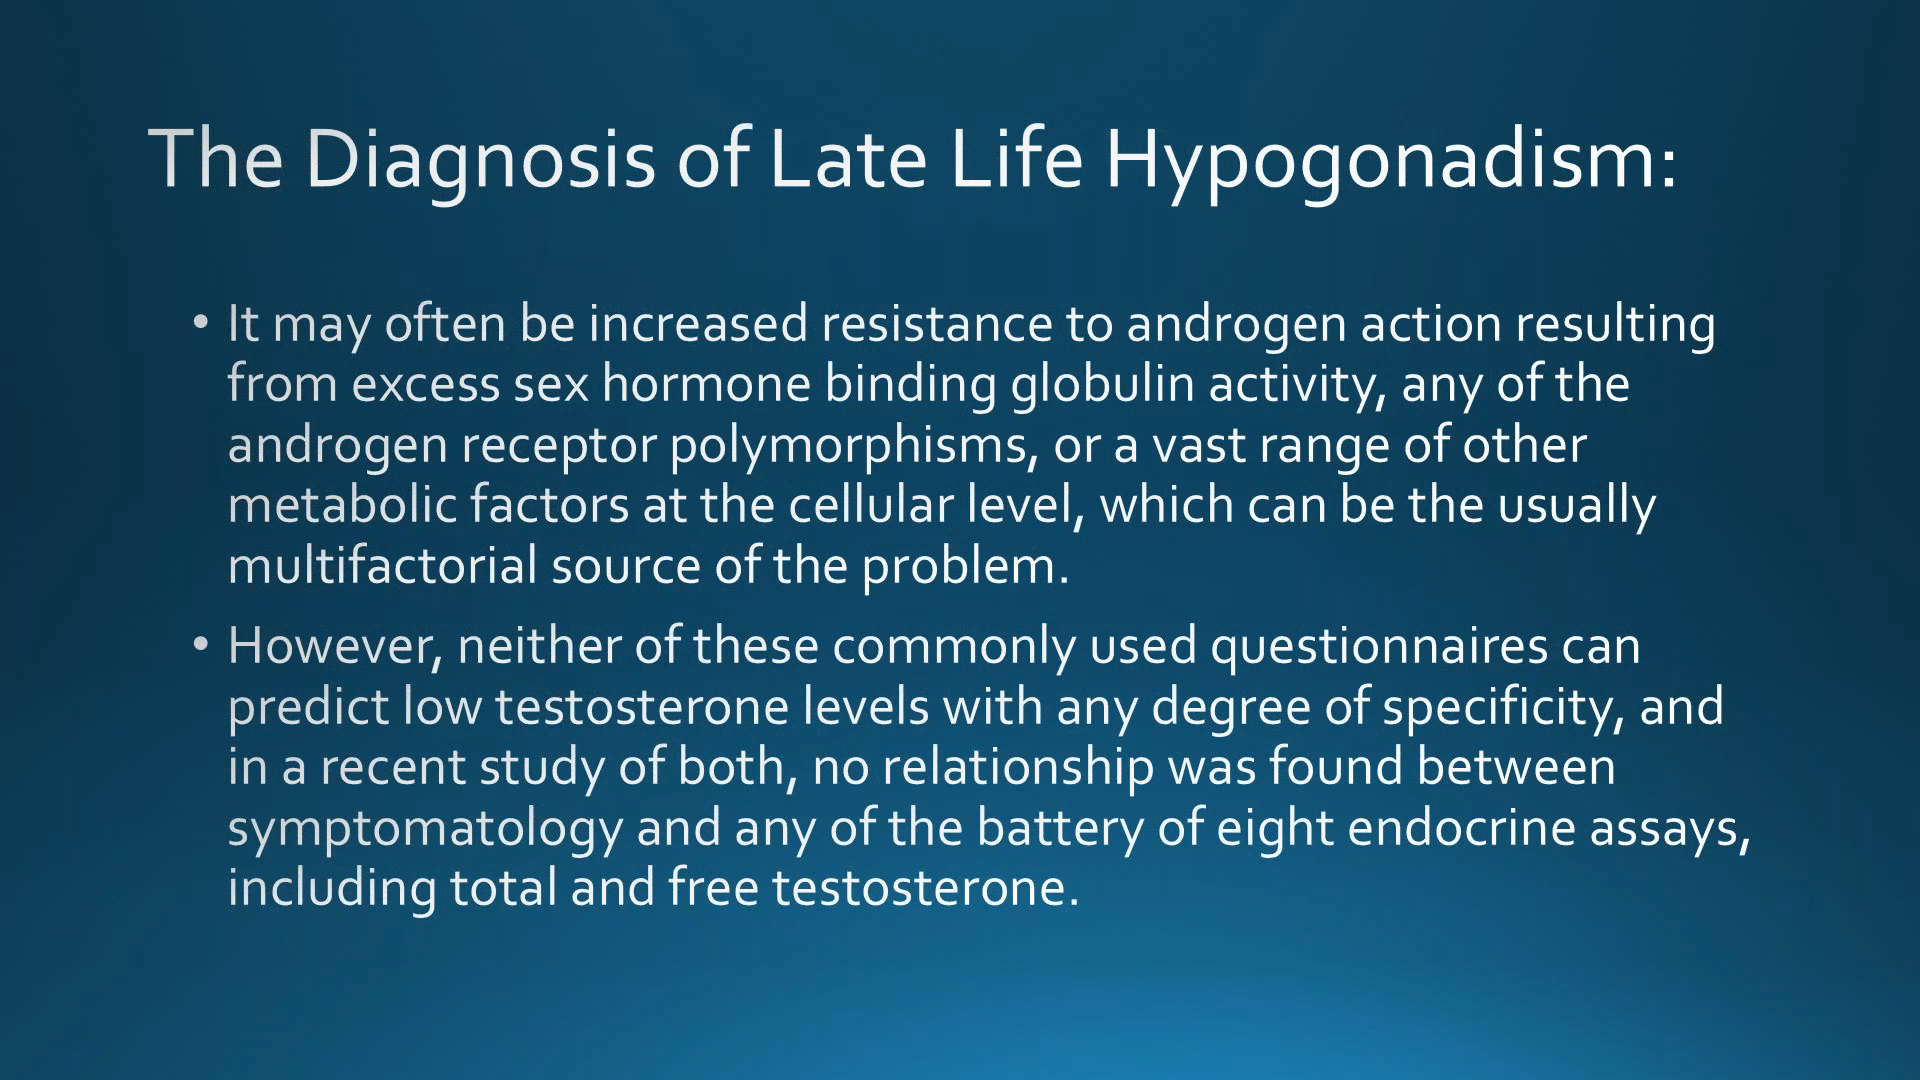 The Diagnosis of Late Life Hypogonadism:
• It may often be increased resistance to androgen action resulting
from excess sex hormone binding globulin activity, any of the
androgen receptor polymorphisms, or a vast range of other
metabolic factors at the cellular level, which can be the usually
multifactorial source of the problem.
• However, neither of these commonly used questionnaires can
predict low testosterone levels with any degree of specificity, and
in a recent study of both, no relationship was found between
symptomatology and any of the battery of eight endocrine assays,
including total and free testosterone.